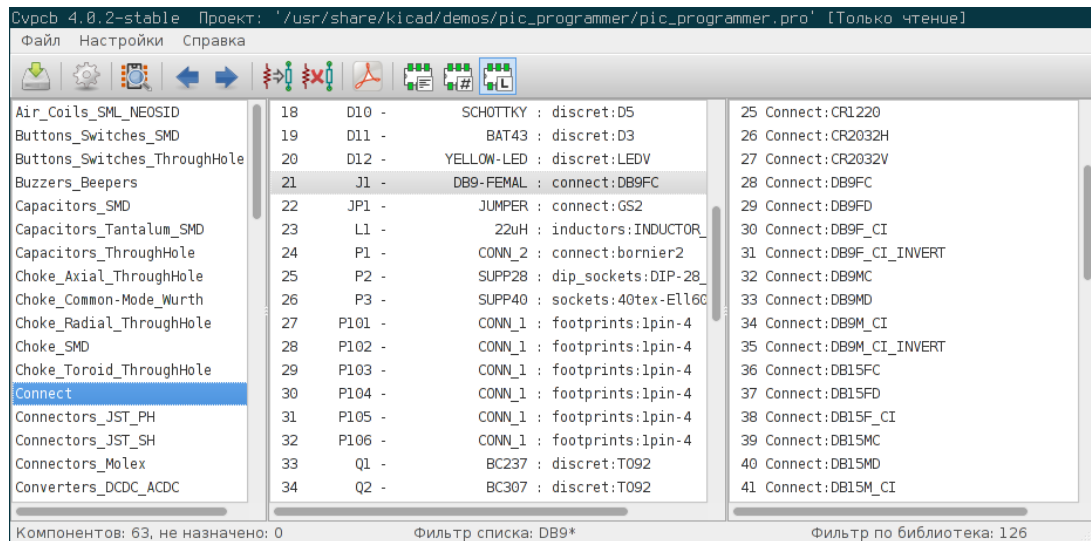 Cvpcb 4.0.2-stable Проект: '/usr/share/kicad/demos/pic_programmer/pic_programmer.pro' [Только чтение]
Файл Настройки Справка
Air_Coils_SML_NEOSID
Buttons_Switches_SMD
Buttons_Switches_ThroughHole
Buzzers_Beepers
Capacitors_SMD
Capacitors_Tantalum_SMD
Capacitors_ThroughHole
Choke_Axial_ThroughHole
Choke_Common-Mode_Wurth
Choke_Radial_ThroughHole
Choke_SMD
Choke_Toroid_ThroughHole
Connect
Connectors_JST_PH
Connectors_JST_SH
Connectors_Molex
Converters_DCDC_ACDC
18 D10 - SCHOTTKY : discret:D5
19 D11 - BAT43 : discret:D3
20 D12 - YELLOW-LED : discret:LEDV
21 J1 - DB9-FEMAL : connect:DB9FC
22 JP1 - JUMPER : connect:GS2
23 L1 - 22uH : inductors:INDUCTOR_
24 P1 - CONN_2 : connect:bornier2
25 P2 - SUPP28 : dip_sockets:DIP-28_
26 P3 - SUPP40 : sockets:40tex-Ell60
27 P101 - CONN_1 : footprints:1pin-4
28 P102 - CONN_1 : footprints:1pin-4
29 P103 - CONN_1 : footprints:1pin-4
30 P104 - CONN_1 : footprints:1pin-4
31 P105 - CONN_1 : footprints:1pin-4
32 P106 - CONN_1 : footprints:1pin-4
33 Q1 - BC237 : discret:TO92
34 Q2 - BC307 : discret:TO92
25 Connect:CR1220
26 Connect:CR2032H
27 Connect:CR2032V
28 Connect:DB9FC
29 Connect:DB9FD
30 Connect:DB9F_CI
31 Connect:DB9F_CI_INVERT
32 Connect:DB9MC
33 Connect:DB9MD
34 Connect:DB9M_CI
35 Connect:DB9M_CI_INVERT
36 Connect:DB15FC
37 Connect:DB15FD
38 Connect:DB15F_CI
39 Connect:DB15MC
40 Connect:DB15MD
41 Connect:DB15M_CI
Компонентов: 63, не назначено: 0 Фильтр списка: DB9* Фильтр по библиотека: 126